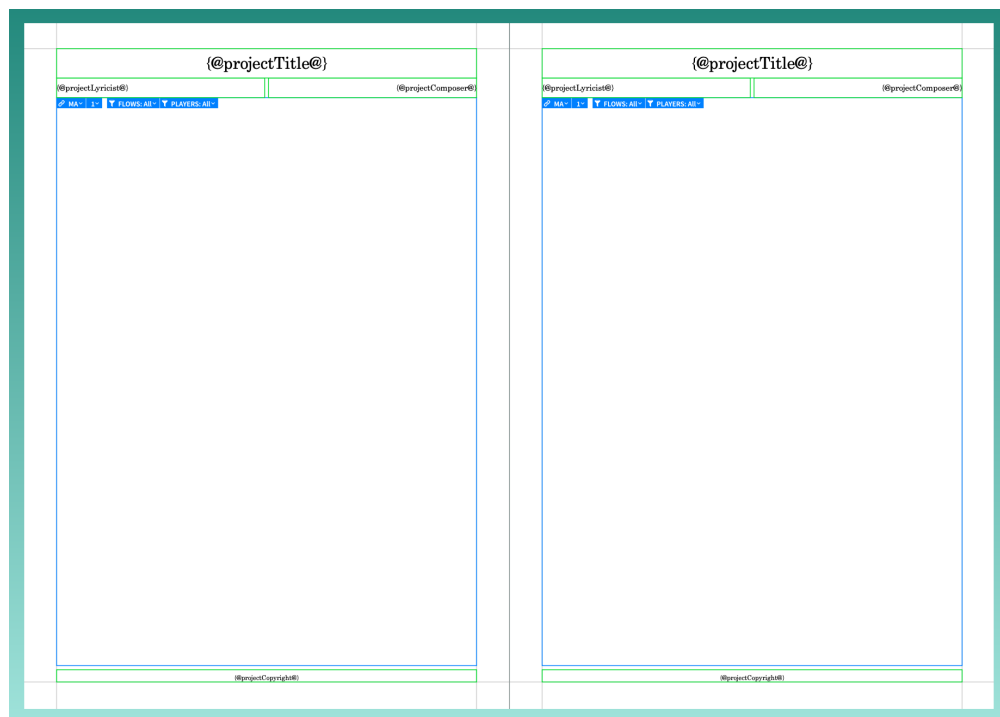 {@projectTitle@}
{@projectLyricist@} {@projectComposer@}
MA 1 FLOWS: All PLAYERS: All
{@projectCopyright@}
{@projectTitle@}
{@projectLyricist@} {@projectComposer@}
MA 1 FLOWS: All PLAYERS: All
{@projectCopyright@}